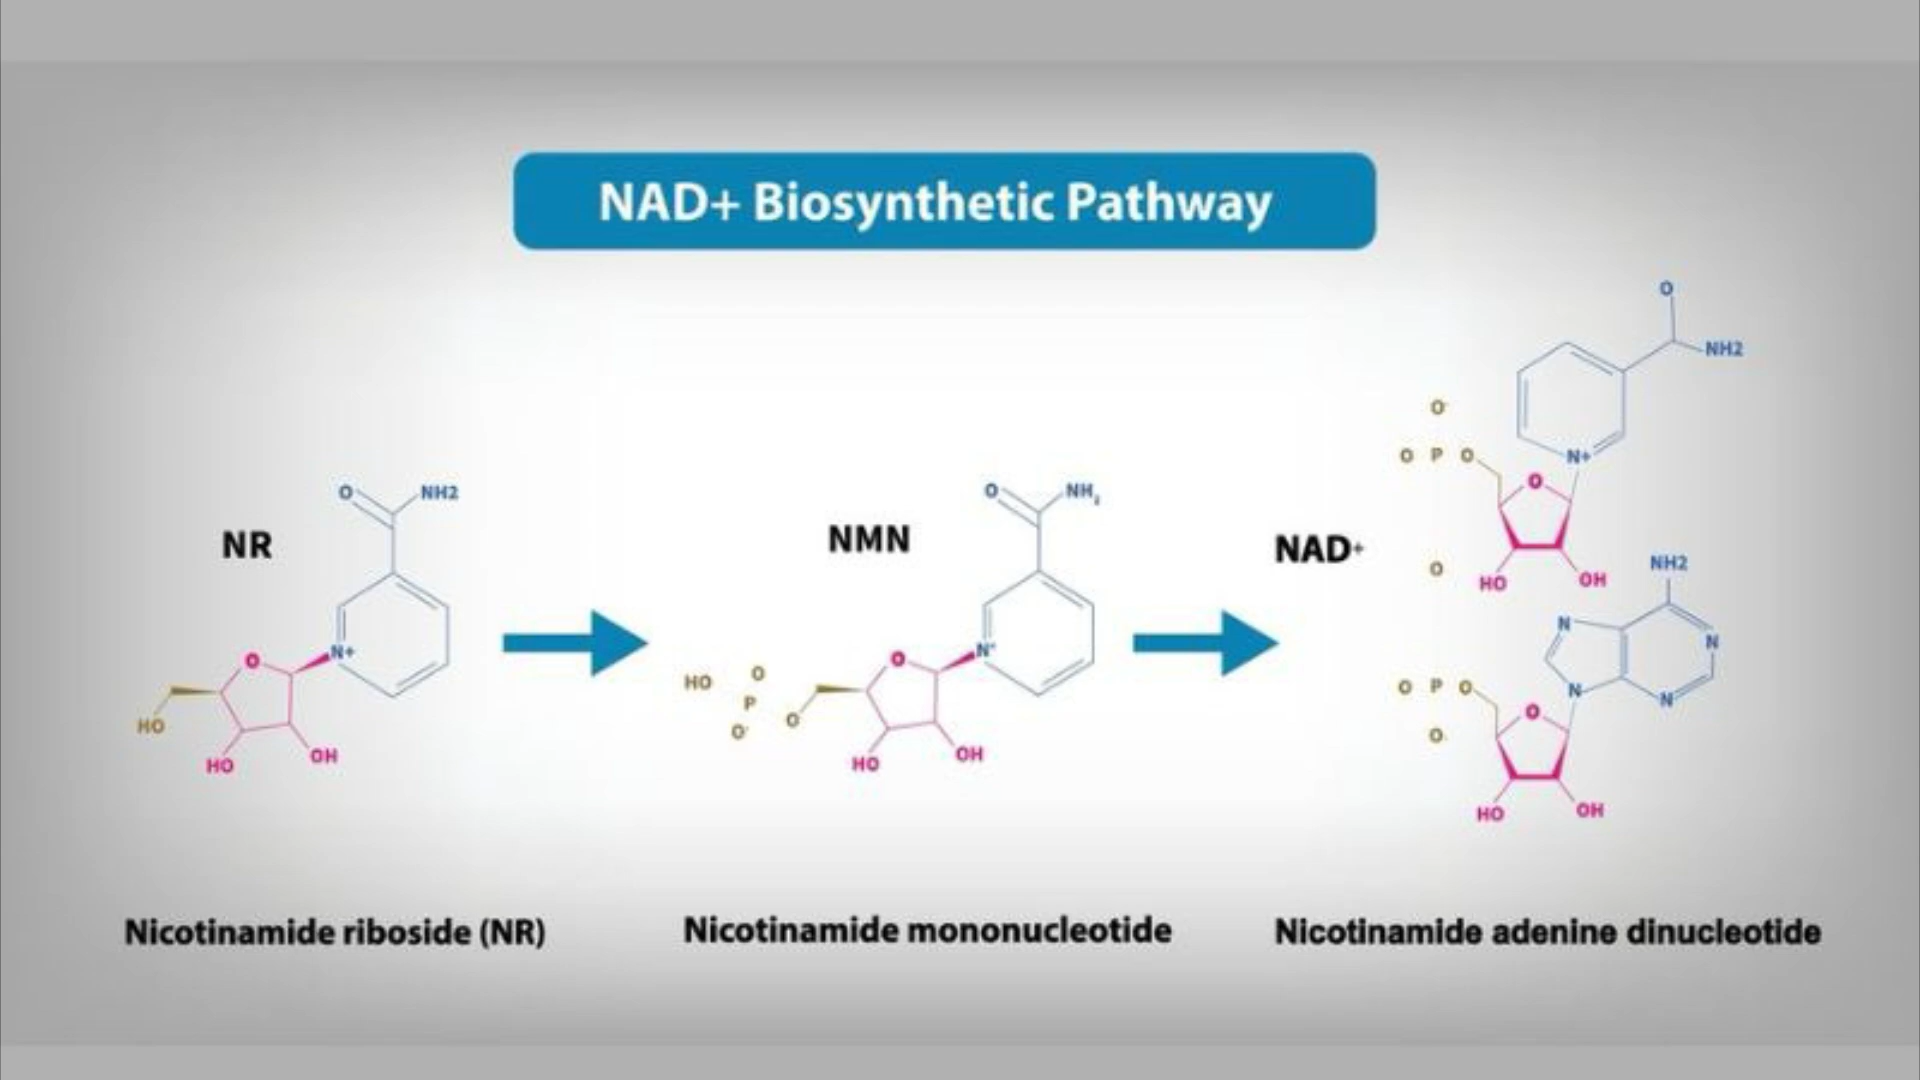 NAD+ Biosynthetic Pathway
NR
O
NH2
N+
O
HO
HO
OH
NMN
O
NH2
N+
O
HO
O
P
O-
O
HO
OH
NAD+
O
NH2
N+
O-
O P O
O
O
HO
OH
NH2
N
N
N
N
O P O
O
O-
HO
OH
Nicotinamide riboside (NR)
Nicotinamide mononucleotide
Nicotinamide adenine dinucleotide